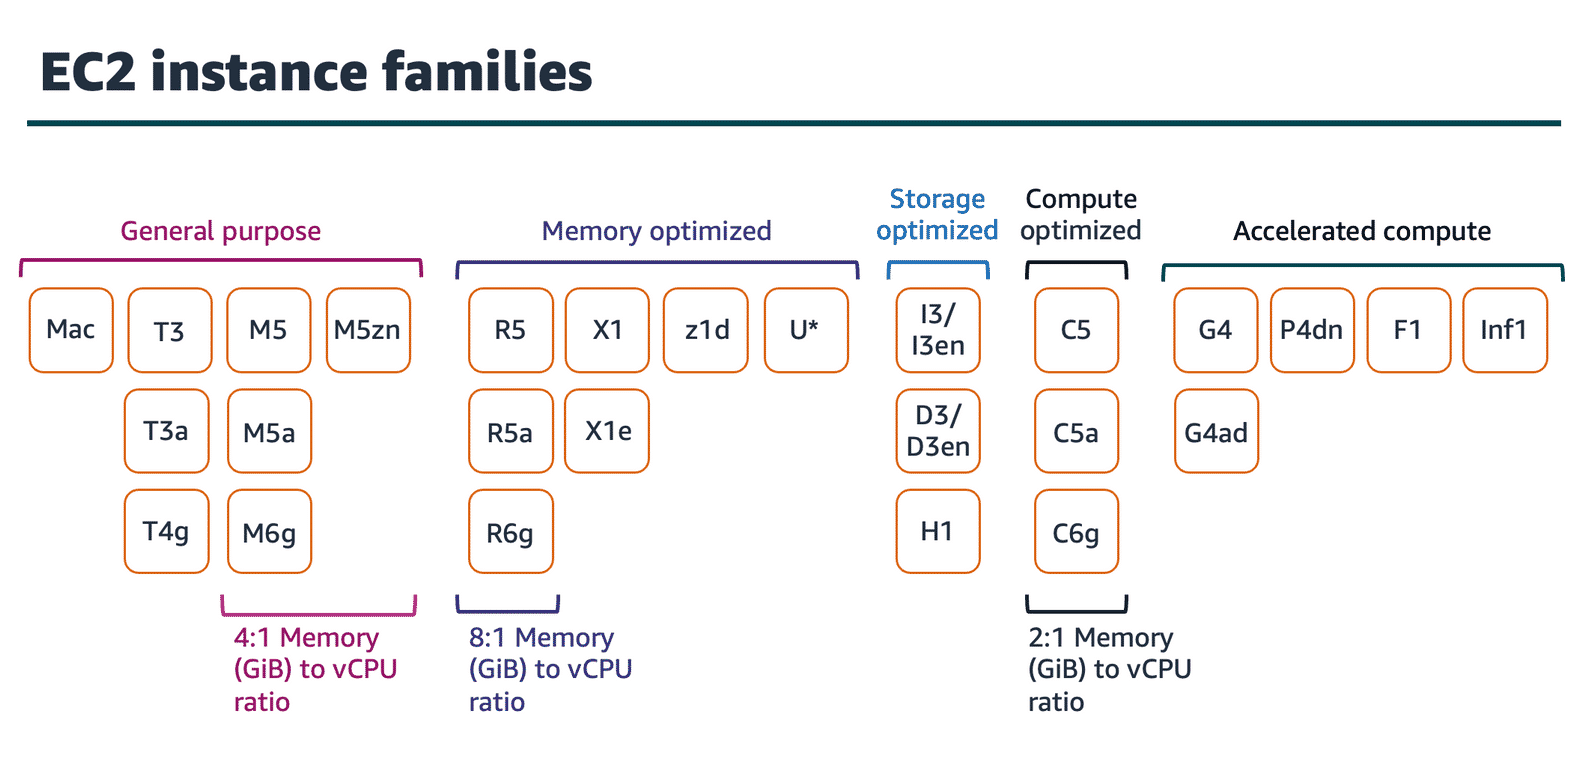 EC2 instance families
General purpose
Memory optimized
Storage
optimized
Compute
optimized
Accelerated compute
Mac
T3
M5
M5zn
R5
X1
z1d
U*
I3/
I3en
C5
G4
P4dn
F1
Inf1
T3a
M5a
R5a
X1e
D3/
D3en
C5a
G4ad
T4g
M6g
R6g
H1
C6g
4:1 Memory
(GiB) to vCPU
ratio
8:1 Memory
(GiB) to vCPU
ratio
2:1 Memory
(GiB) to vCPU
ratio